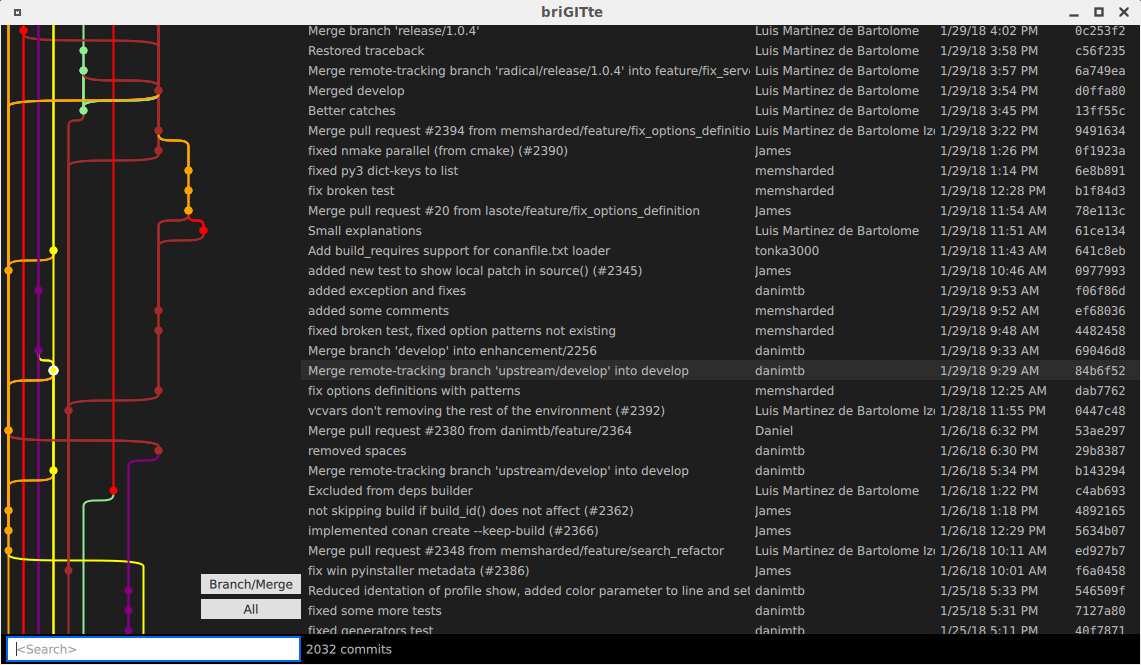 briGITte
Merge branch 'release/1.0.4' Luis Martinez de Bartolome 1/29/18 4:02 PM 0c253f2
Restored traceback Luis Martinez de Bartolome 1/29/18 3:58 PM c56f235
Merge remote-tracking branch 'radical/release/1.0.4' into feature/fix_serv Luis Martinez de Bartolome 1/29/18 3:57 PM 6a749ea
Merged develop Luis Martinez de Bartolome 1/29/18 3:54 PM d0ffa80
Better catches Luis Martinez de Bartolome 1/29/18 3:45 PM 13ff55c
Merge pull request #2394 from memsharded/feature/fix_options_definitio Luis Martinez de Bartolome Iz 1/29/18 3:22 PM 9491634
fixed nmake parallel (from cmake) (#2390) James 1/29/18 1:26 PM 0f1923a
fixed py3 dict-keys to list memsharded 1/29/18 1:14 PM 6e8b891
fix broken test memsharded 1/29/18 12:28 PM b1f84d3
Merge pull request #20 from lasote/feature/fix_options_definition James 1/29/18 11:54 AM 78e113c
Small explanations Luis Martinez de Bartolome 1/29/18 11:51 AM 61ce134
Add build_requires support for conanfile.txt loader tonka3000 1/29/18 11:43 AM 641c8eb
added new test to show local patch in source() (#2345) James 1/29/18 10:46 AM 0977993
added exception and fixes danimtb 1/29/18 9:53 AM f06f86d
added some comments memsharded 1/29/18 9:52 AM ef68036
fixed broken test, fixed option patterns not existing memsharded 1/29/18 9:48 AM 4482458
Merge branch 'develop' into enhancement/2256 danimtb 1/29/18 9:33 AM 69046d8
Merge remote-tracking branch 'upstream/develop' into develop danimtb 1/29/18 9:29 AM 84b6f52
fix options definitions with patterns memsharded 1/29/18 12:25 AM dab7762
vcvars don't removing the rest of the environment (#2392) Luis Martinez de Bartolome Iz 1/28/18 11:55 PM 0447c48
Merge pull request #2380 from danimtb/feature/2364 Daniel 1/26/18 6:32 PM 53ae297
removed spaces danimtb 1/26/18 6:30 PM 29b8387
Merge remote-tracking branch 'upstream/develop' into develop danimtb 1/26/18 5:34 PM b143294
Excluded from deps builder Luis Martinez de Bartolome 1/26/18 1:22 PM c4ab693
not skipping build if build_id() does not affect (#2362) James 1/26/18 1:18 PM 4892165
implemented conan create --keep-build (#2366) James 1/26/18 12:29 PM 5634b07
Merge pull request #2348 from memsharded/feature/search_refactor Luis Martinez de Bartolome Iz 1/26/18 10:11 AM ed927b7
fix win pyinstaller metadata (#2386) James 1/26/18 10:01 AM f6a0458
Branch/Merge
Reduced identation of profile show, added color parameter to line and set danimtb 1/25/18 5:33 PM 546509f
All
fixed some more tests danimtb 1/25/18 5:31 PM 7127a80
fixed generators test danimtb 1/25/18 5:11 PM 40f7871
<Search> 2032 commits